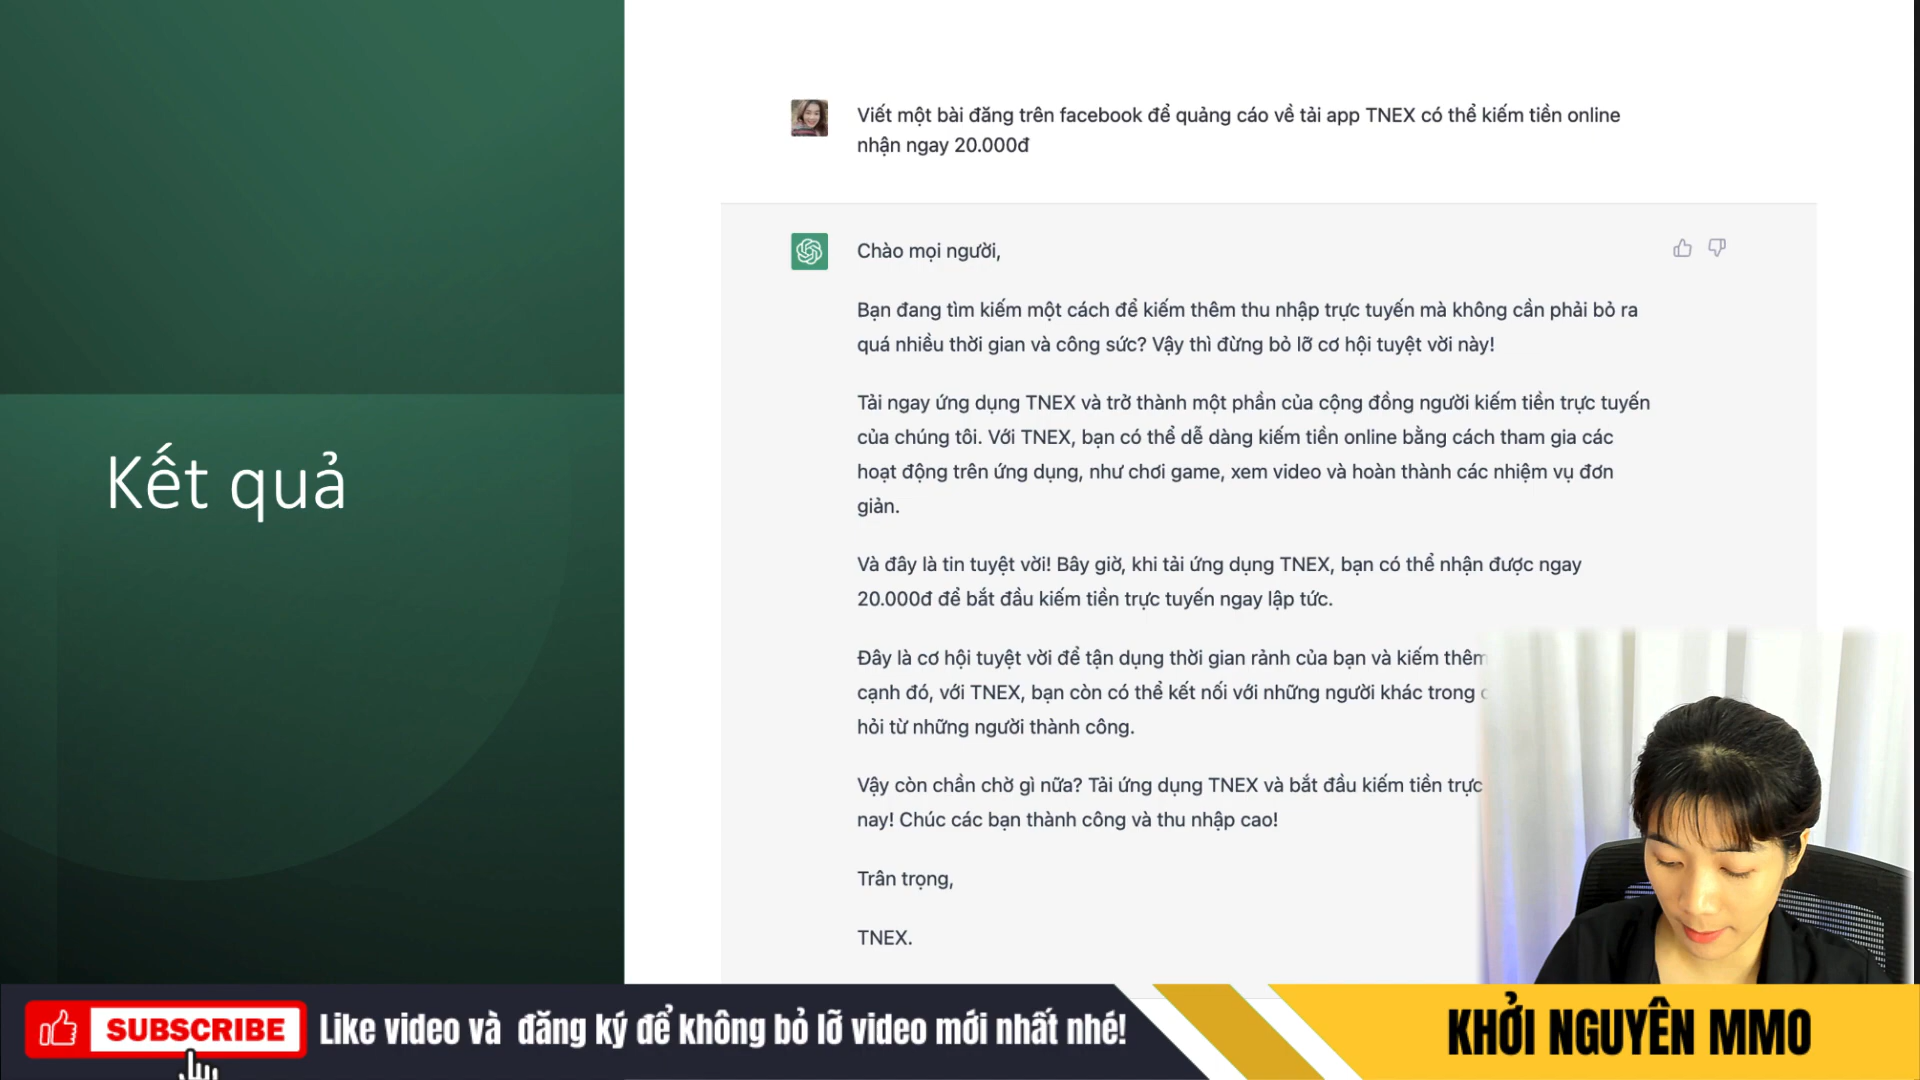 Kết quả
Viết một bài đăng trên facebook để quảng cáo về tải app TNEX có thể kiếm tiền online
nhận ngay 20.000đ
Chào mọi người,
Bạn đang tìm kiếm một cách để kiếm thêm thu nhập trực tuyến mà không cần phải bỏ ra
quá nhiều thời gian và công sức? Vậy thì đừng bỏ lỡ cơ hội tuyệt vời này!
Tải ngay ứng dụng TNEX và trở thành một phần của cộng đồng người kiếm tiền trực tuyến
của chúng tôi. Với TNEX, bạn có thể dễ dàng kiếm tiền online bằng cách tham gia các
hoạt động trên ứng dụng, như chơi game, xem video và hoàn thành các nhiệm vụ đơn
giản.
Và đây là tin tuyệt vời! Bây giờ, khi tải ứng dụng TNEX, bạn có thể nhận được ngay
20.000đ để bắt đầu kiếm tiền trực tuyến ngay lập tức.
Đây là cơ hội tuyệt vời để tận dụng thời gian rảnh của bạn và kiếm thêm
cạnh đó, với TNEX, bạn còn có thể kết nối với những người khác trong
hỏi từ những người thành công.
Vậy còn chần chờ gì nữa? Tải ứng dụng TNEX và bắt đầu kiếm tiền trực
nay! Chúc các bạn thành công và thu nhập cao!
Trân trọng,
TNEX.
SUBSCRIBE
Like video và đăng ký để không bỏ lỡ video mới nhất nhé!
KHỞI NGUYÊN MMO